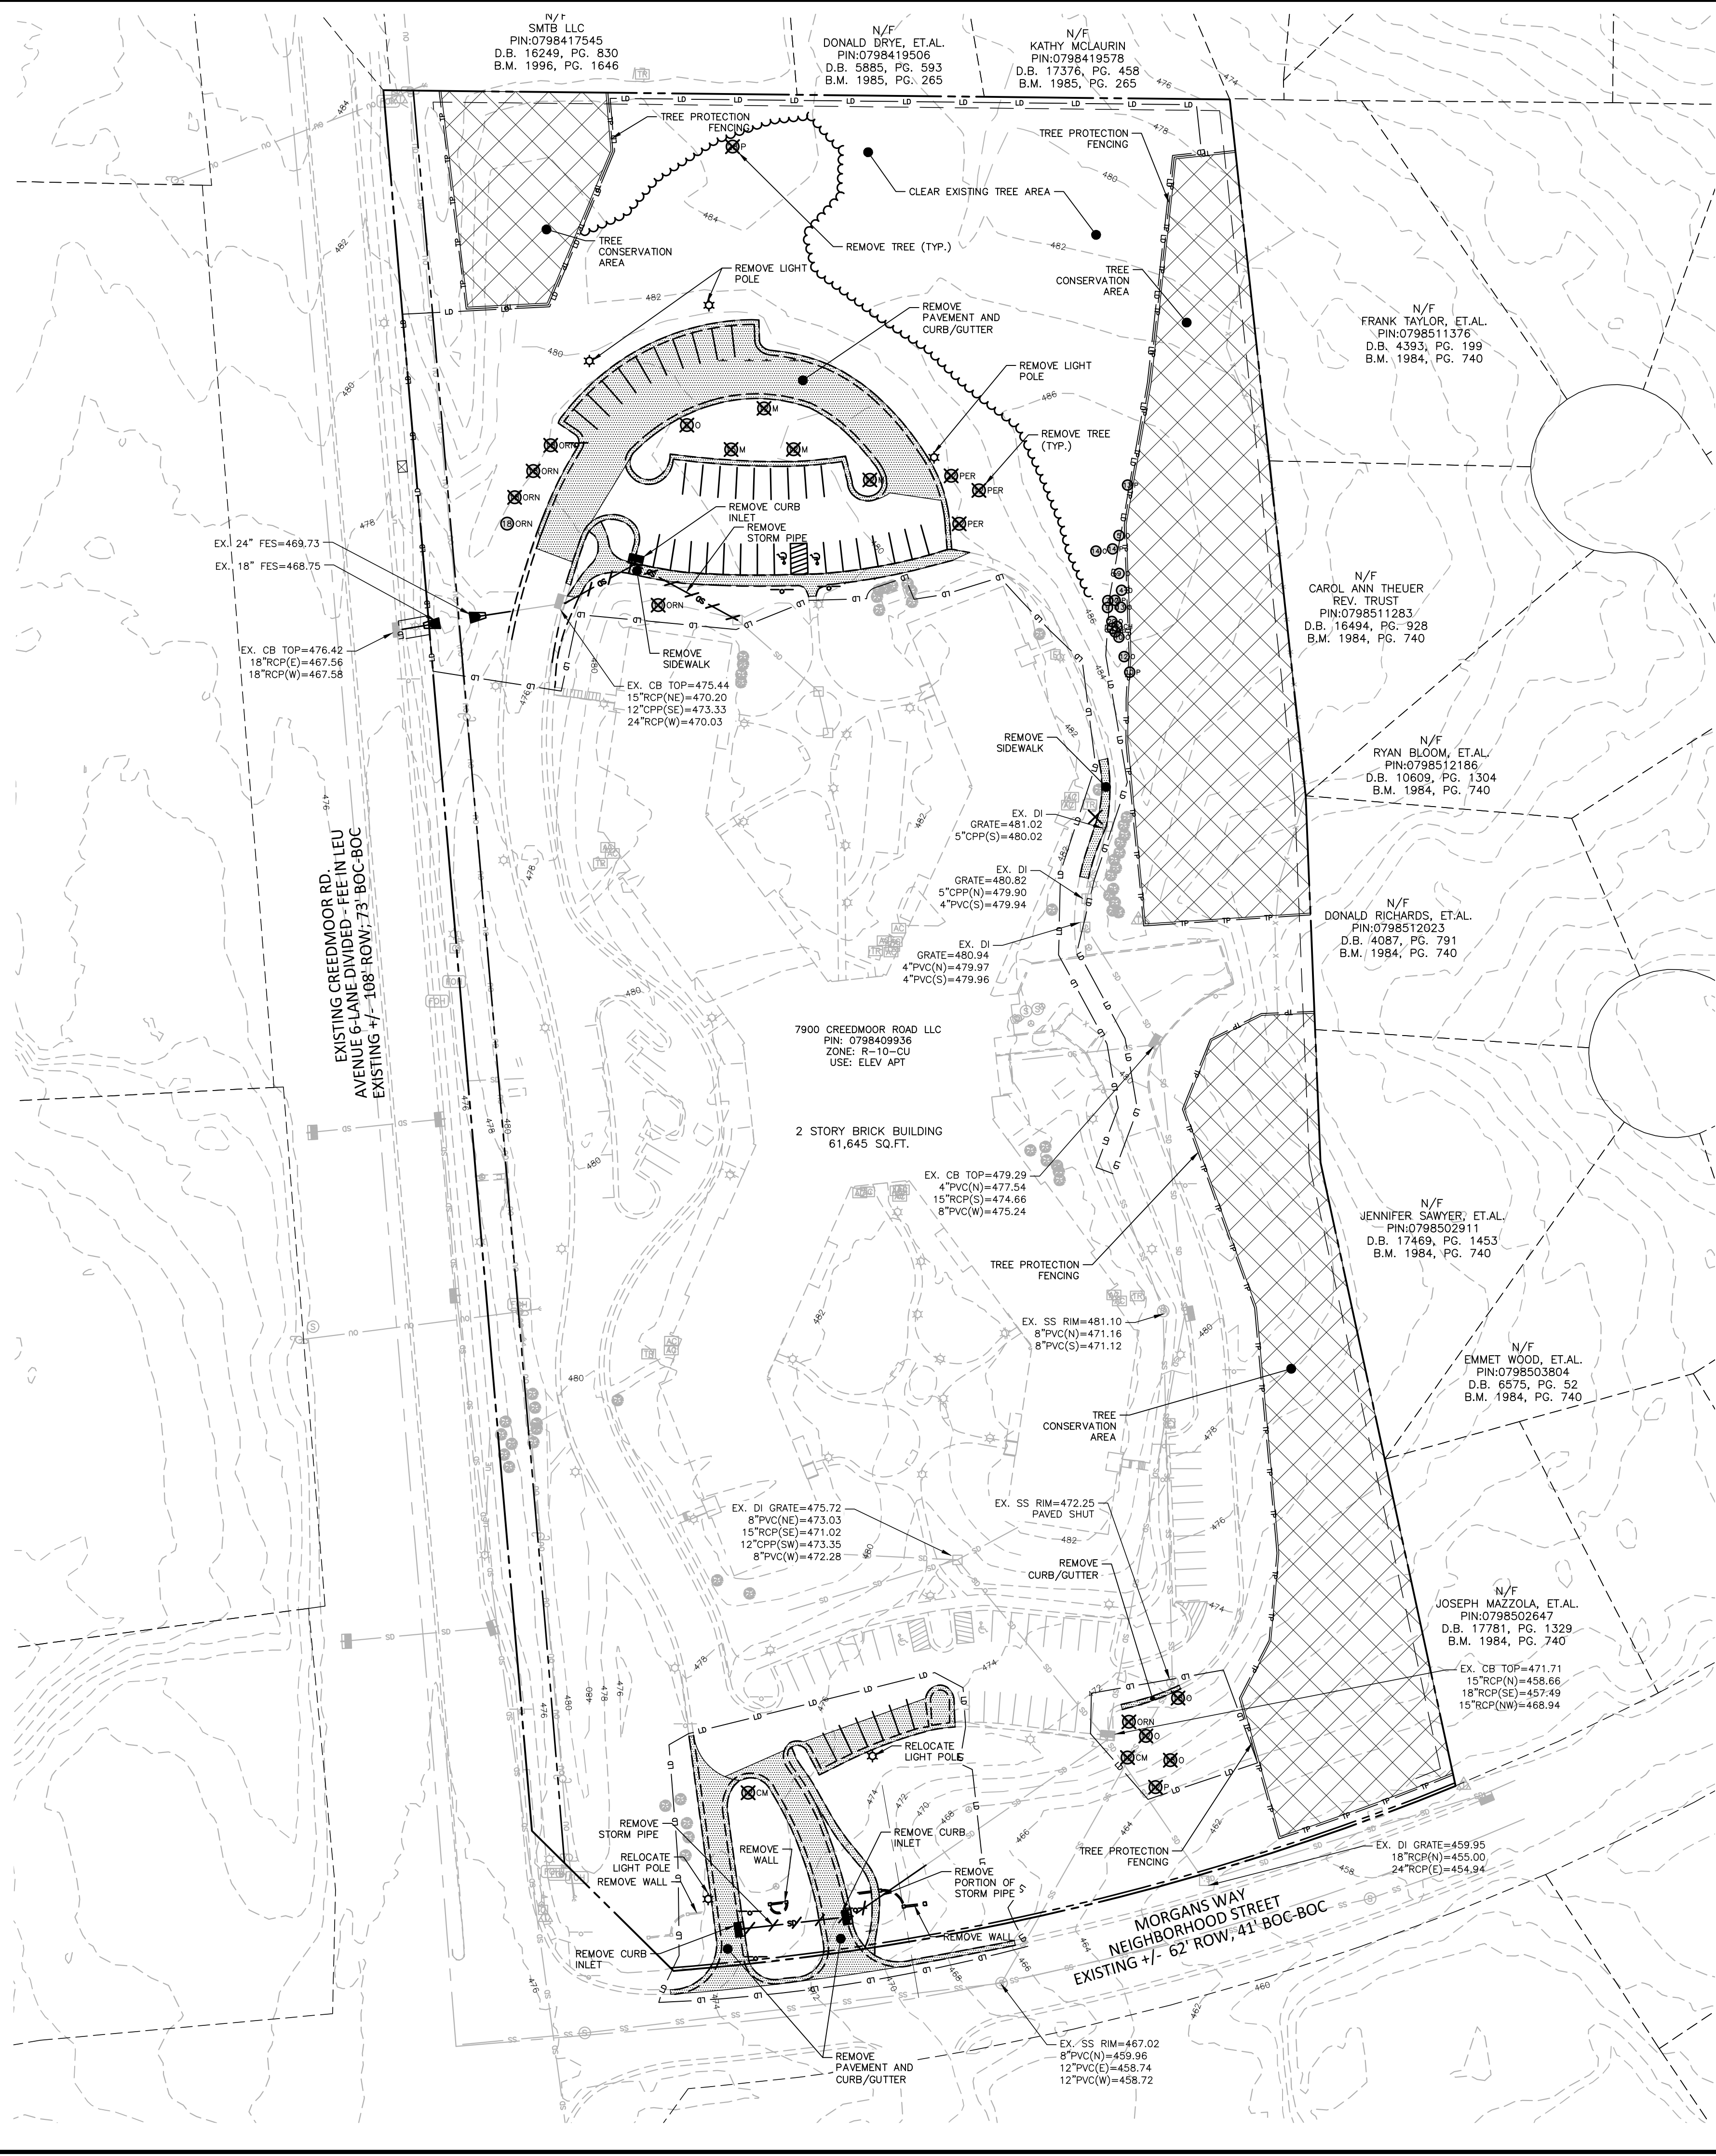 N/F
SMTB LLC
PIN:0798417545
D.B. 16249, PG. 830
B.M. 1996, PG. 1646
N/F
DONALD DRYE, ET.AL.
PIN:0798419506
D.B. 5885, PG. 593
B.M. 1985, PG. 265
N/F
KATHY MCLAURIN
PIN:0798419578
D.B. 17376, PG. 458
B.M. 1985, PG. 265
TREE PROTECTION
FENCING
TREE PROTECTION
FENCING
CLEAR EXISTING TREE AREA
TREE
CONSERVATION
AREA
REMOVE TREE (TYP.)
REMOVE LIGHT
POLE
TREE
CONSERVATION
AREA
REMOVE
PAVEMENT AND
CURB/GUTTER
N/F
FRANK TAYLOR, ET.AL.
PIN:0798511376
D.B. 4393, PG. 199
B.M. 1984, PG. 740
REMOVE LIGHT
POLE
REMOVE TREE
(TYP.)
REMOVE CURB
INLET
REMOVE
STORM PIPE
EX. 24" FES=469.73
EX. 18" FES=468.75
N/F
CAROL ANN THEUER
REV. TRUST
PIN:0798511283
D.B. 16494, PG. 928
B.M. 1984, PG. 740
EX. CB TOP=476.42
18"RCP(E)=467.56
18"RCP(W)=467.58
REMOVE
SIDEWALK
EX. CB TOP=475.44
15"RCP(NE)=470.20
12"CPP(SE)=473.33
24"RCP(W)=470.03
REMOVE
SIDEWALK
N/F
RYAN BLOOM, ET.AL.
PIN:0798512186
D.B. 10609, PG. 1304
B.M. 1984, PG. 740
EX. DI
GRATE=481.02
5"CPP(S)=480.02
EX. DI
GRATE=480.82
5"CPP(N)=479.90
4"PVC(S)=479.94
N/F
DONALD RICHARDS, ET.AL.
PIN:0798512023
D.B. 4087, PG. 791
B.M. 1984, PG. 740
EX. DI
GRATE=480.94
4"PVC(N)=479.97
4"PVC(S)=479.96
EXISTING CREEDMOOR RD.
AVENUE 6-LANE DIVIDED - FEE IN LEU
EXISTING +/- 108' ROW; 73' BOC-BOC
7900 CREEDMOOR ROAD LLC
PIN: 0798409936
ZONE: R-10-CU
USE: ELEV APT
2 STORY BRICK BUILDING
61,645 SQ.FT.
EX. CB TOP=479.29
4"PVC(N)=477.54
15"RCP(S)=474.66
8"PVC(W)=475.24
N/F
JENNIFER SAWYER, ET.AL.
PIN:0798502911
D.B. 17469, PG. 1453
B.M. 1984, PG. 740
TREE PROTECTION
FENCING
EX. SS RIM=481.10
8"PVC(N)=471.16
8"PVC(S)=471.12
N/F
EMMET WOOD, ET.AL.
PIN:0798503804
D.B. 6575, PG. 52
B.M. 1984, PG. 740
TREE
CONSERVATION
AREA
EX. DI GRATE=475.72
8"PVC(NE)=473.03
15"RCP(SE)=471.02
12"CPP(SW)=473.35
8"PVC(W)=472.28
EX. SS RIM=472.25
PAVED SHUT
REMOVE
CURB/GUTTER
N/F
JOSEPH MAZZOLA, ET.AL.
PIN:0798502647
D.B. 17781, PG. 1329
B.M. 1984, PG. 740
EX. CB TOP=471.71
15"RCP(N)=458.66
18"RCP(SE)=457.49
15"RCP(NW)=468.94
RELOCATE
LIGHT POLE
REMOVE
STORM PIPE
REMOVE CURB
INLET
REMOVE
WALL
RELOCATE
LIGHT POLE
REMOVE WALL
TREE PROTECTION
FENCING
EX. DI GRATE=459.95
18"RCP(N)=455.00
24"RCP(E)=454.94
REMOVE
PORTION OF
STORM PIPE
REMOVE WALL
REMOVE CURB
INLET
MORGANS WAY
NEIGHBORHOOD STREET
EXISTING +/- 62' ROW, 41' BOC-BOC
EX. SS RIM=467.02
8"PVC(N)=459.96
12"PVC(E)=458.74
12"PVC(W)=458.72
REMOVE
PAVEMENT AND
CURB/GUTTER